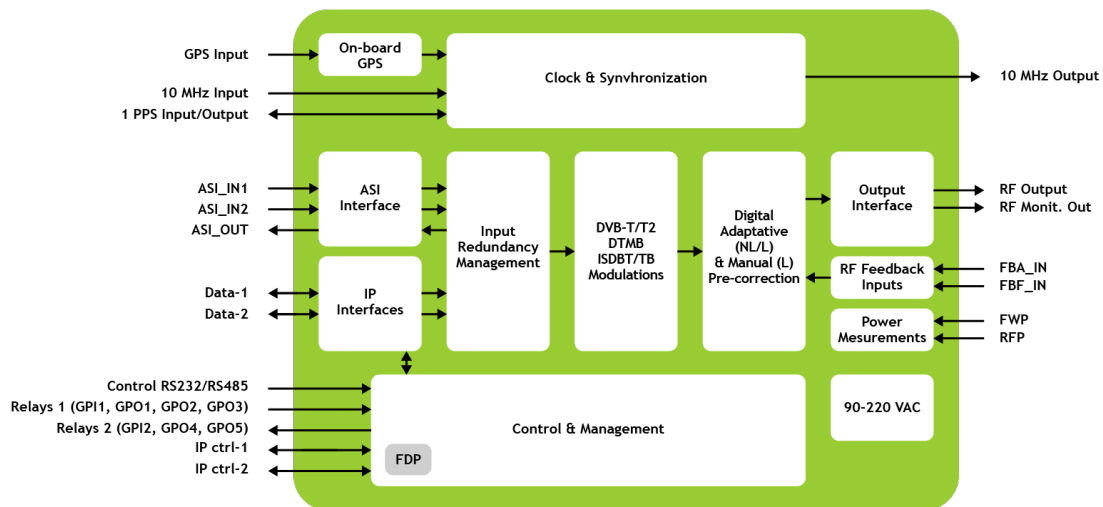 GPS Input
On-board
GPS
Clock & Synvhronization
10 MHz Output
10 MHz Input
1 PPS Input/Output
ASI_IN1
ASI_IN2
ASI_OUT
ASI
Interface
Input
Redundancy
Management
DVB-T/T2
DTMB
ISDBT/TB
Modulations
Digital
Adaptative
(NL/L)
& Manual (L)
Pre-correction
Output
Interface
RF Output
RF Monit. Out
RF Feedback
Inputs
FBA_IN
FBF_IN
Data-1
Data-2
IP
Interfaces
Power
Mesurements
FWP
RFP
Control RS232/RS485
Relays 1 (GPI1, GPO1, GPO2, GPO3)
Relays 2 (GPI2, GPO4, GPO5)
IP ctrl-1
IP ctrl-2
Control & Management
FDP
90-220 VAC